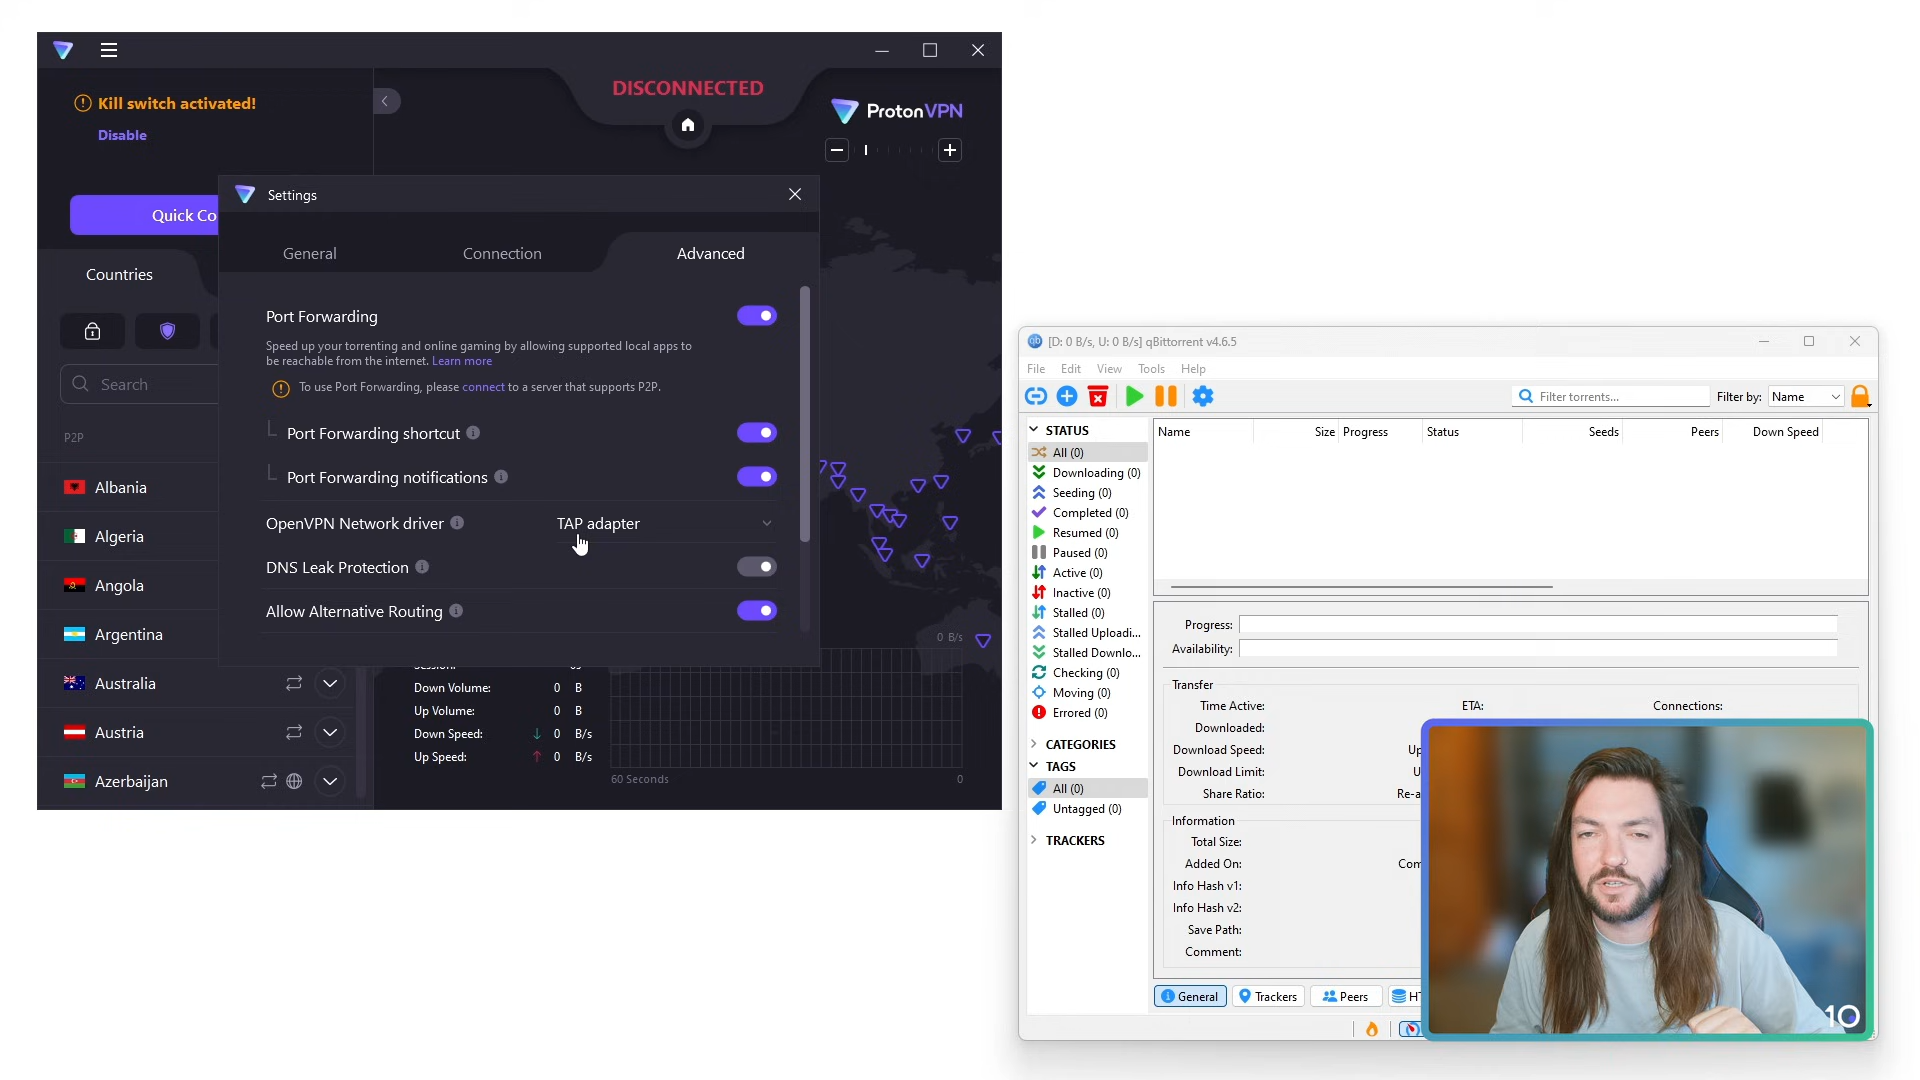 Kill switch activated!
Disable
DISCONNECTED
ProtonVPN
Settings
Quick Co
General
Connection
Advanced
Countries
Port Forwarding
Speed up your torrenting and online gaming by allowing supported local apps to
be reachable from the internet. Learn more
To use Port Forwarding, please connect to a server that supports P2P.
Search
Port Forwarding shortcut
P2P
Port Forwarding notifications
Albania
OpenVPN Network driver
TAP adapter
Algeria
DNS Leak Protection
Angola
Allow Alternative Routing
Argentina
0 B/s
Australia
Down Volume: 0 B
Up Volume: 0 B
Austria
Down Speed: ↓ 0 B/s
Up Speed: ↑ 0 B/s
Azerbaijan
60 Seconds 0
[D: 0 B/s, U: 0 B/s] qBittorrent v4.6.5
File Edit View Tools Help
Filter torrents...
Filter by: Name
STATUS
All (0)
Downloading (0)
Seeding (0)
Completed (0)
Resumed (0)
Paused (0)
Active (0)
Inactive (0)
Stalled (0)
Stalled Uploadi...
Stalled Downlo...
Checking (0)
Moving (0)
Errored (0)
CATEGORIES
TAGS
All (0)
Untagged (0)
TRACKERS
Name Size Progress Status Seeds Peers Down Speed
Progress:
Availability:
Transfer
Time Active: ETA: Connections:
Downloaded:
Download Speed: Up
Download Limit: U
Share Ratio: Re-a
Information
Total Size:
Added On: Com
Info Hash v1:
Info Hash v2:
Save Path:
Comment:
General Trackers Peers HT
10